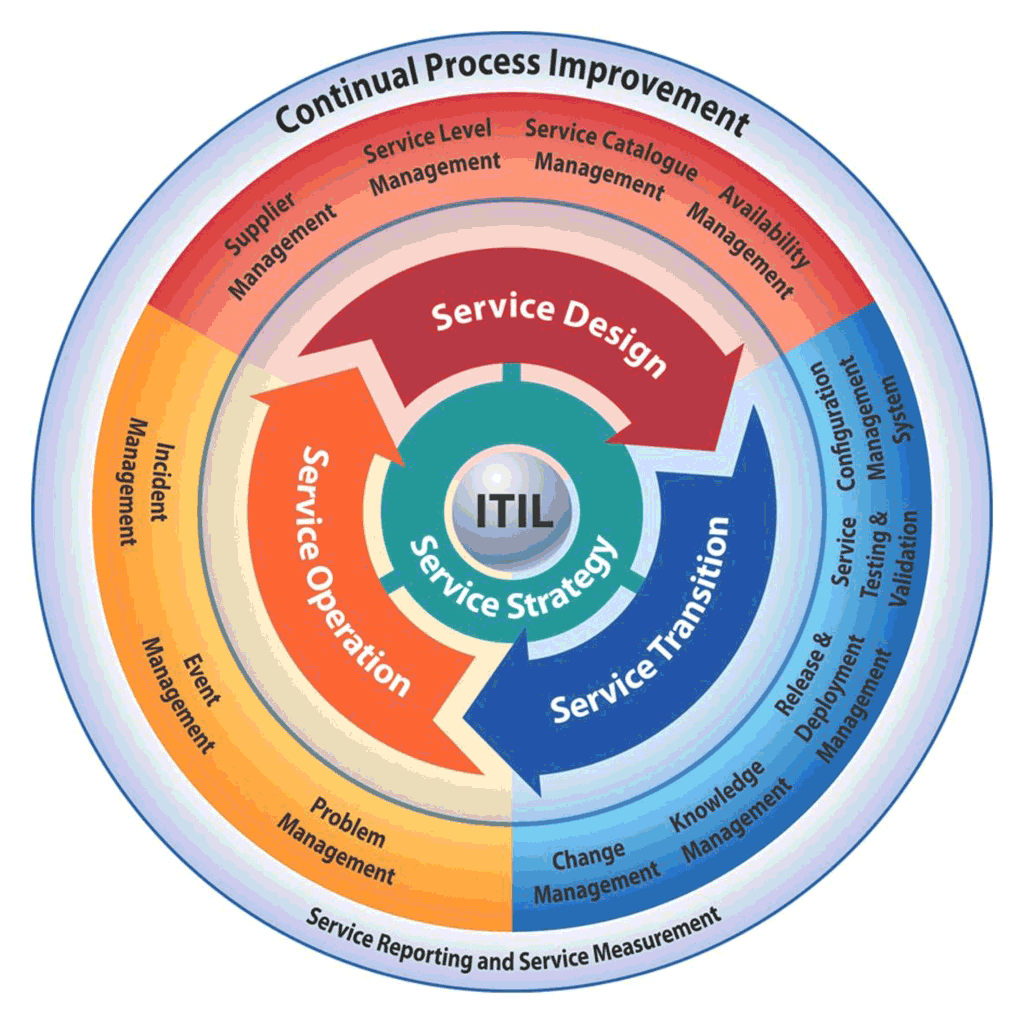 Continual Process Improvement
Supplier
Management
Service Level
Management
Service Catalogue
Management
Availability
Management
Configuration
Management
System
Service
Testing &
Validation
Release &
Deployment
Management
Knowledge
Management
Change
Management
Problem
Management
Event
Management
Incident
Management
Service Design
Service Transition
Service Operation
Service Strategy
ITIL
Service Reporting and Service Measurement